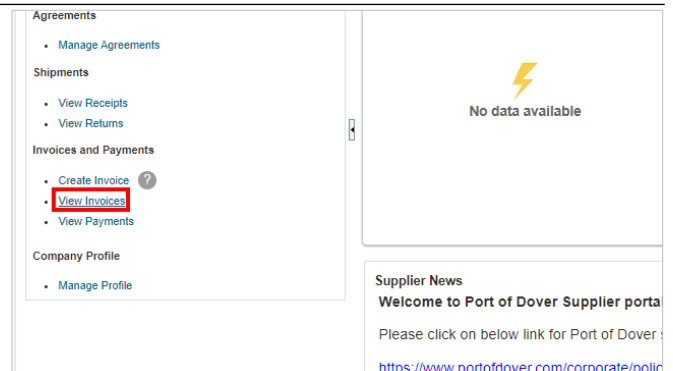 Agreements
Manage Agreements
Shipments
View Receipts
View Returns
Invoices and Payments
Create Invoice ?
View Invoices
View Payments
Company Profile
Manage Profile
No data available
Supplier News
Welcome to Port of Dover Supplier portal
Please click on below link for Port of Dover
https://www.portofdover.com/corporate/polic